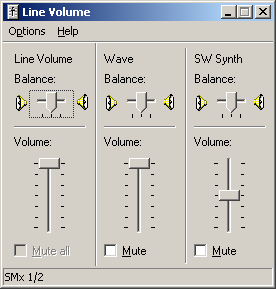 Line Volume
Options Help
Line Volume
Balance:
Volume:
Mute all
Wave
Balance:
Volume:
Mute
SW Synth
Balance:
Volume:
Mute
SMx 1/2